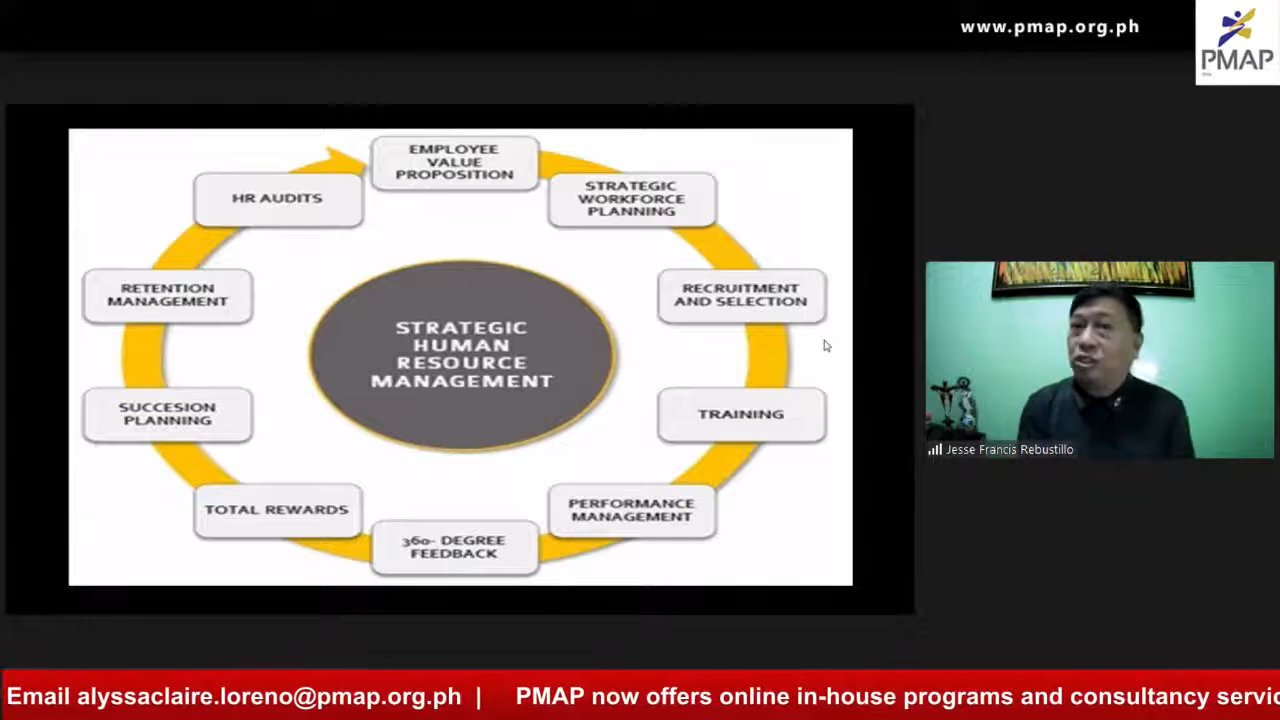 www.pmap.org.ph
PMAP
EMPLOYEE
VALUE
PROPOSITION
STRATEGIC
WORKFORCE
PLANNING
RECRUITMENT
AND SELECTION
TRAINING
PERFORMANCE
MANAGEMENT
360- DEGREE
FEEDBACK
TOTAL REWARDS
SUCCESION
PLANNING
RETENTION
MANAGEMENT
HR AUDITS
STRATEGIC
HUMAN
RESOURCE
MANAGEMENT
Jesse Francis Rebustillo
Email alyssaclaire.loreno@pmap.org.ph | PMAP now offers online in-house programs and consultancy servic